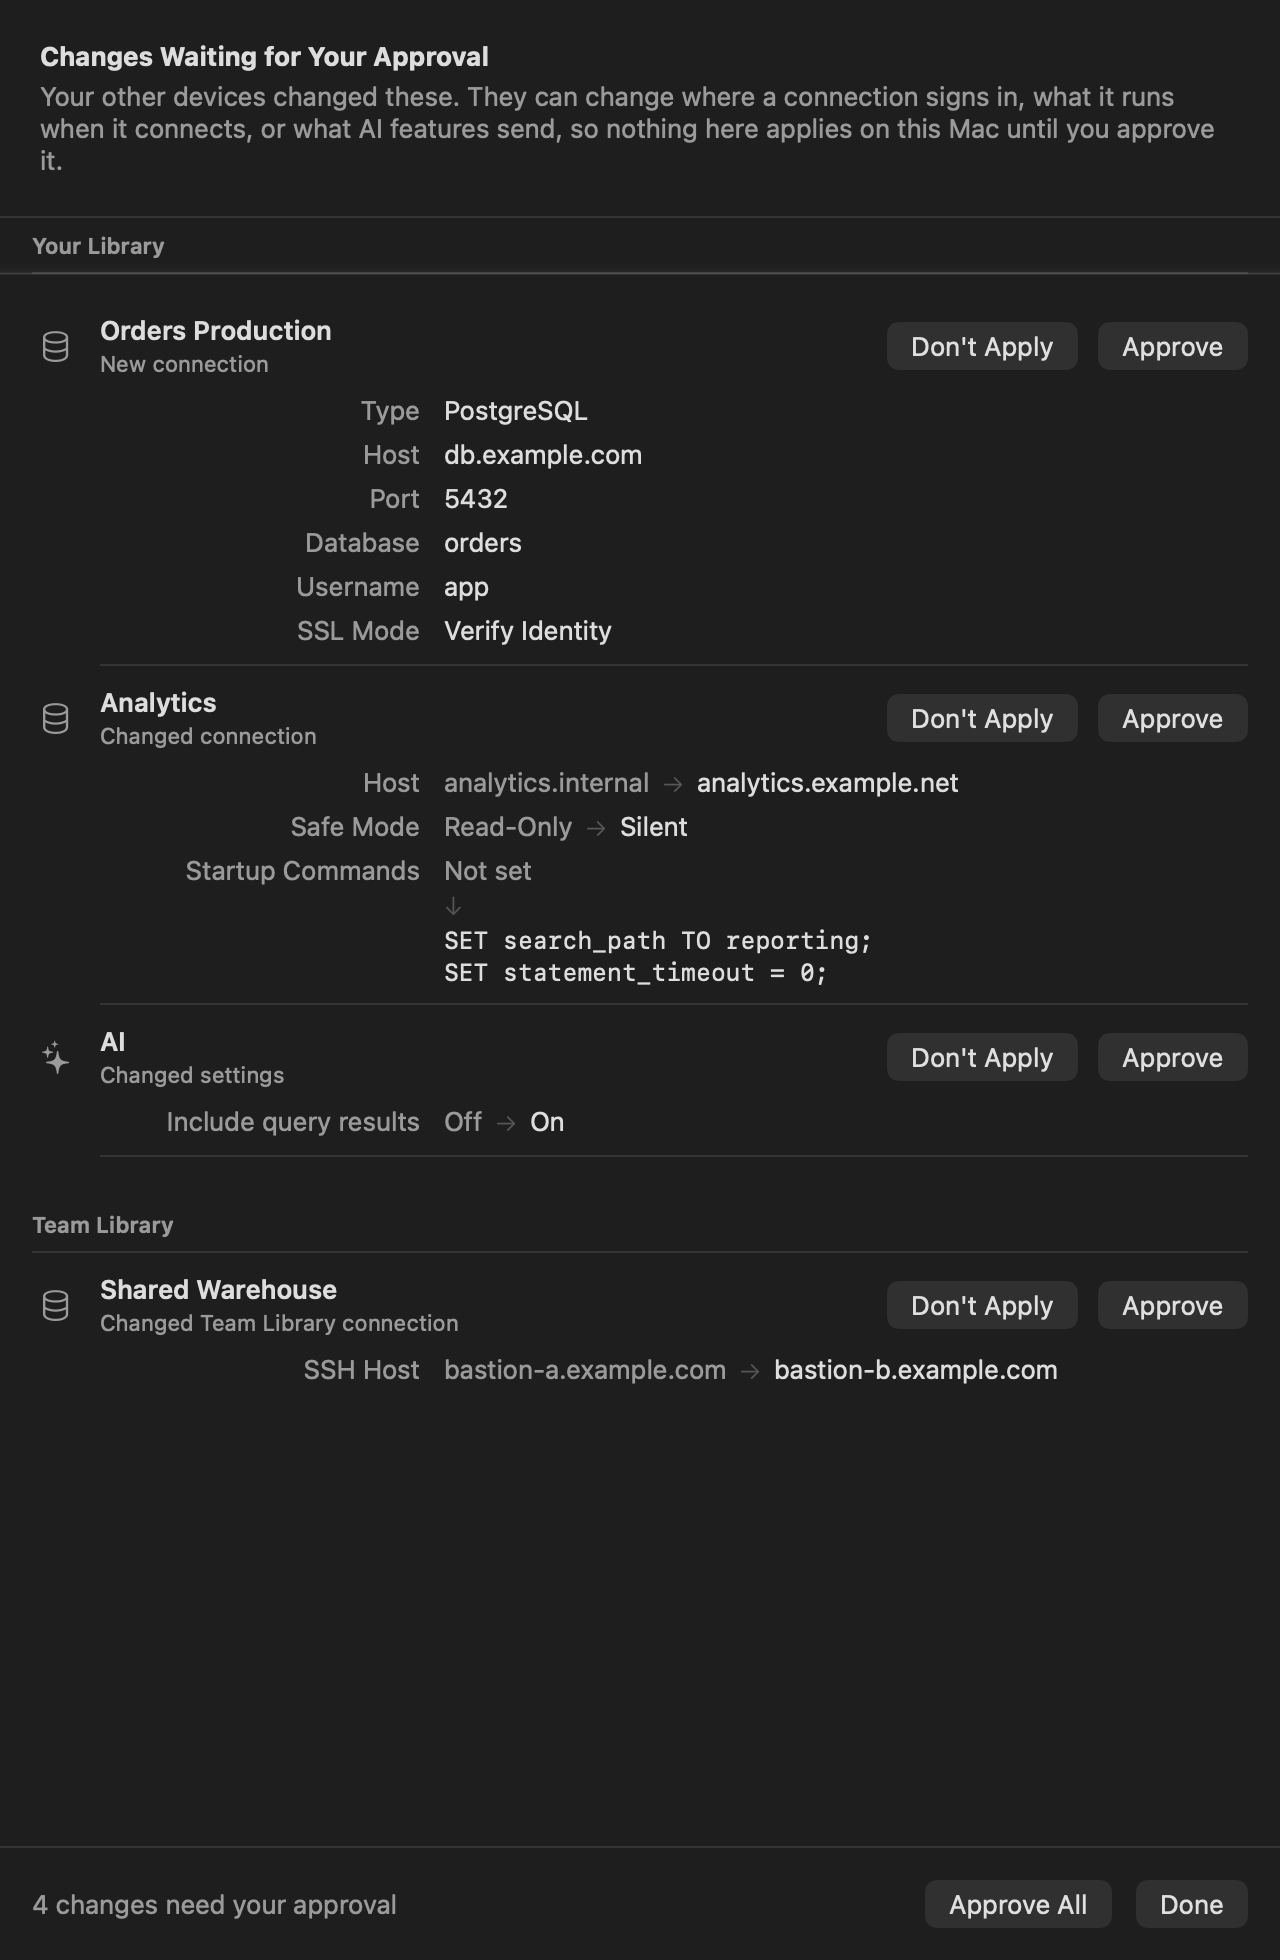 Changes Waiting for Your Approval
Your other devices changed these. They can change where a connection signs in, what it runs
when it connects, or what AI features send, so nothing here applies on this Mac until you approve
it.
Your Library
Orders Production
New connection
Don't Apply
Approve
Type PostgreSQL
Host db.example.com
Port 5432
Database orders
Username app
SSL Mode Verify Identity
Analytics
Changed connection
Don't Apply
Approve
Host analytics.internal → analytics.example.net
Safe Mode Read-Only → Silent
Startup Commands Not set
↓
SET search_path TO reporting;
SET statement_timeout = 0;
AI
Changed settings
Don't Apply
Approve
Include query results Off → On
Team Library
Shared Warehouse
Changed Team Library connection
Don't Apply
Approve
SSH Host bastion-a.example.com → bastion-b.example.com
4 changes need your approval
Approve All
Done